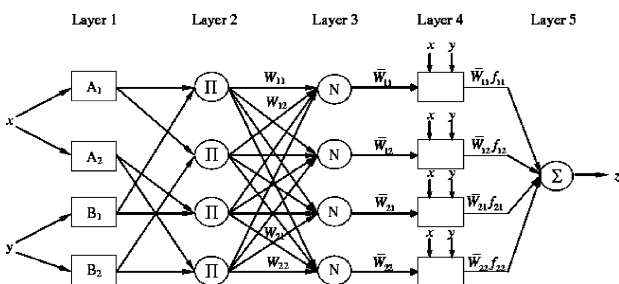 Layer 1 Layer 2 Layer 3 Layer 4 Layer 5
x y
A₁ Π W₁₁ N W̅₁₁ W̅₁₁f₁₁
W₁₂
x
x y
A₂ Π N W̅₁₂ W̅₁₂f₁₂
Σ z
x y
B₁ Π N W̅₂₁ W̅₂₁f₂₁
W₂₁
y
x y
W₂₂
B₂ Π N W̅₂₂ W̅₂₂f₂₂